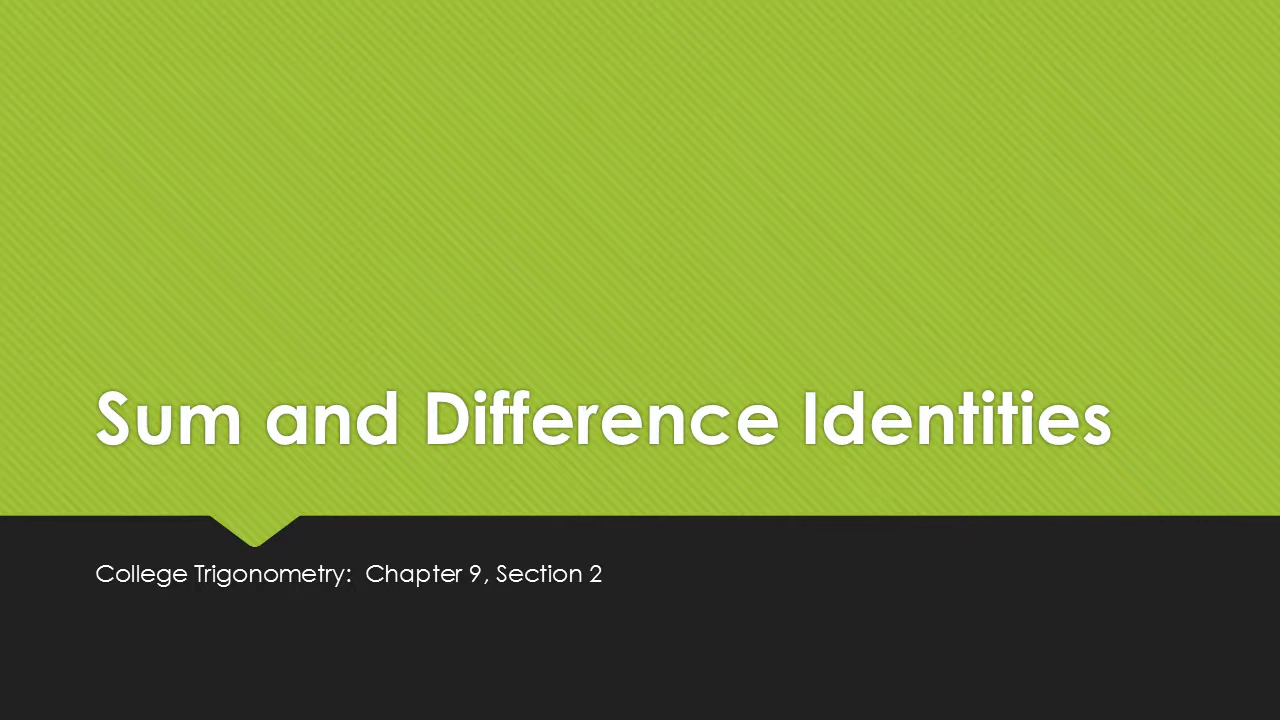 Sum and Difference Identities
College Trigonometry:  Chapter 9, Section 2